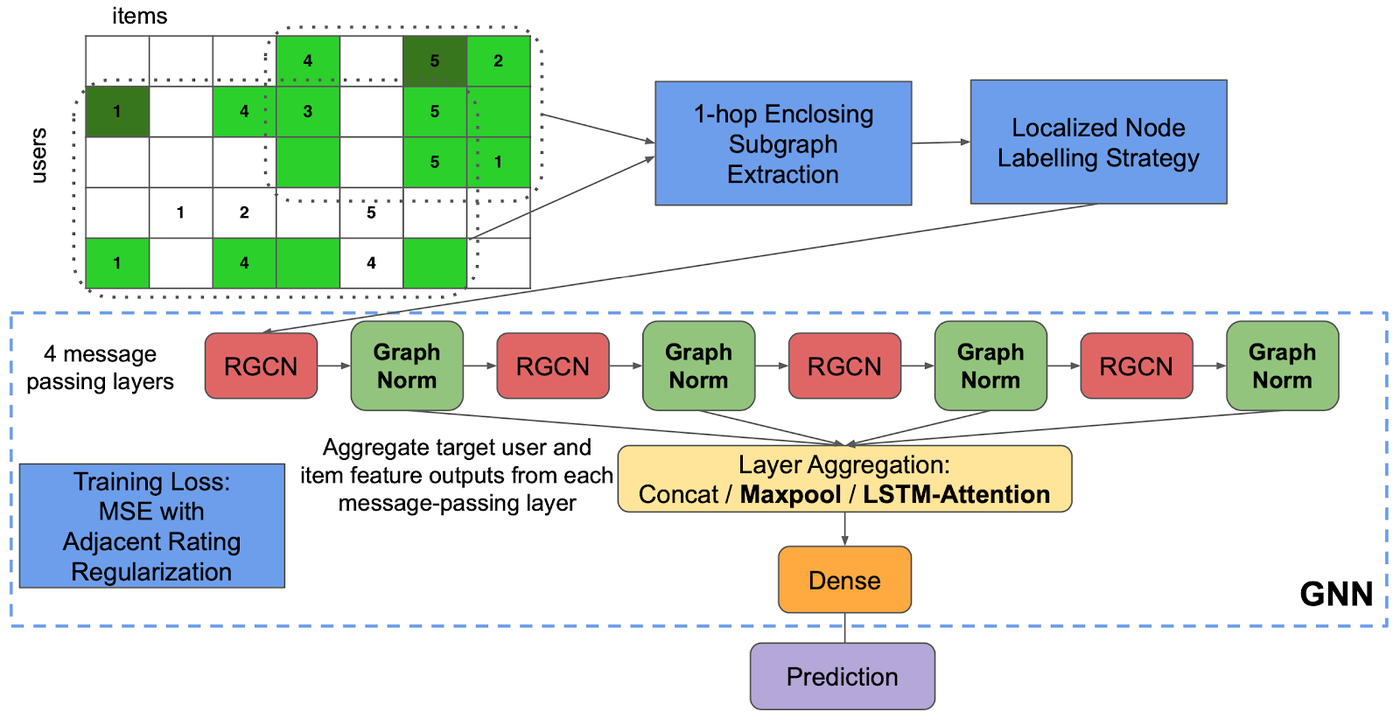 items
users
4 5 2
1 4 3 5
5 1
1 2 5
1 4 4
1-hop Enclosing
Subgraph
Extraction
Localized Node
Labelling Strategy
4 message
passing layers
RGCN
Graph
Norm
RGCN
Graph
Norm
RGCN
Graph
Norm
RGCN
Graph
Norm
Aggregate target user and
item feature outputs from each
message-passing layer
Layer Aggregation:
Concat / Maxpool / LSTM-Attention
Training Loss:
MSE with
Adjacent Rating
Regularization
Dense
GNN
Prediction